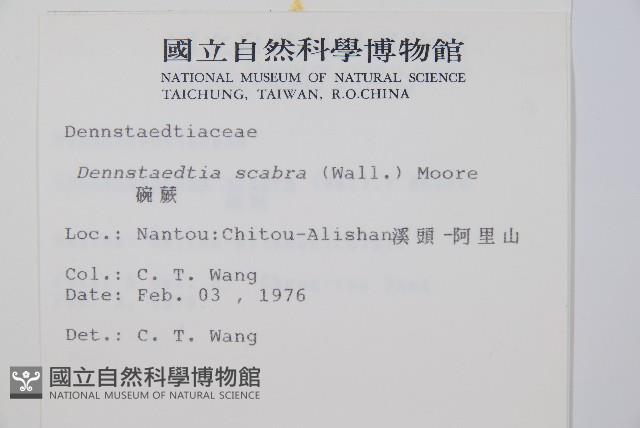 國立自然科學博物館
NATIONAL MUSEUM OF NATURAL SCIENCE
TAICHUNG, TAIWAN, R.O.CHINA
Dennstaedtiaceae
Dennstaedtia scabra (Wall.) Moore
碗蕨
Loc.: Nantou:Chitou-Alishan溪頭-阿里山
Col.: C. T. Wang
Date: Feb. 03 , 1976
Det.: C. T. Wang
國立自然科學博物館
NATIONAL MUSEUM OF NATURAL SCIENCE